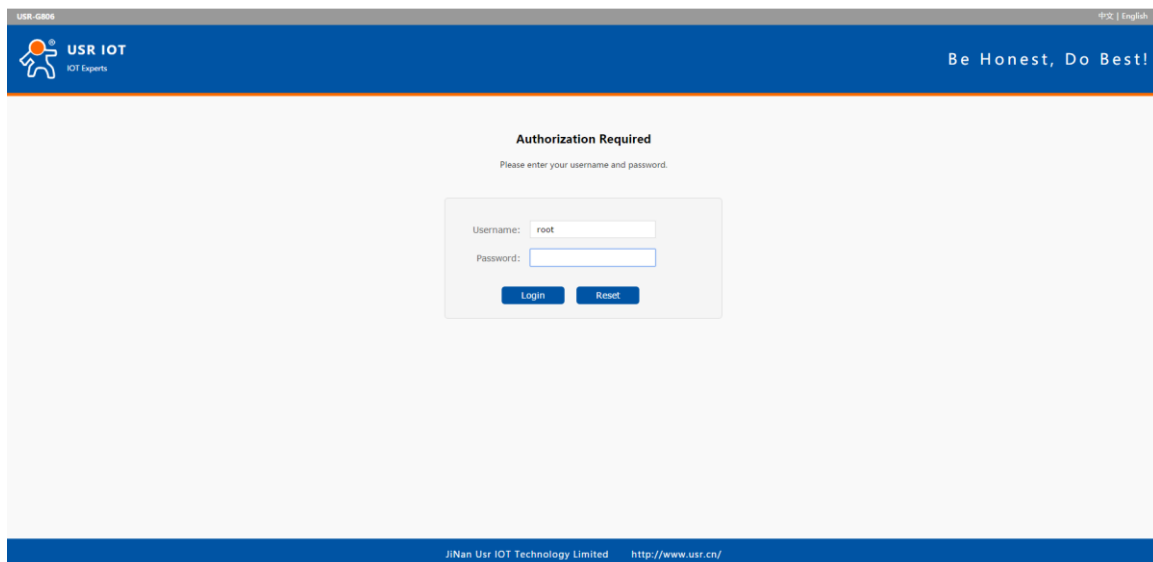 USR-G806
中文 | English
USR IOT
IOT Experts
Be Honest, Do Best!
Authorization Required
Please enter your username and password.
Username: root
Password:
Login Reset
JiNan Usr IOT Technology Limited http://www.usr.cn/